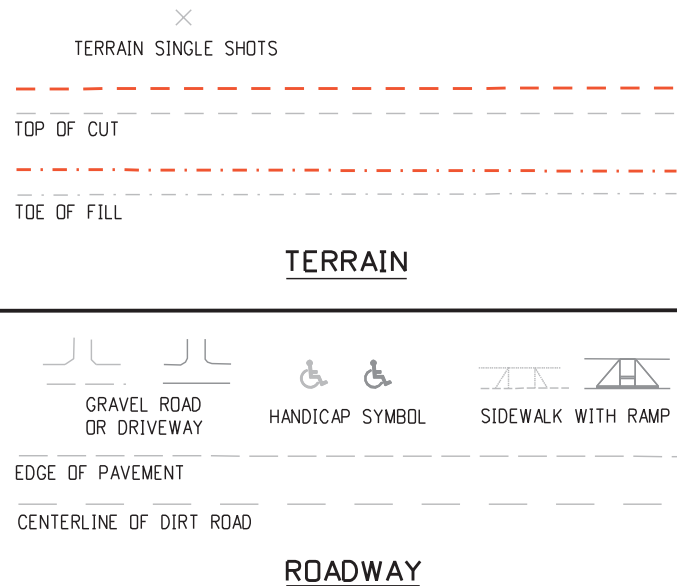 TERRAIN SINGLE SHOTS
TOP OF CUT
TOE OF FILL
TERRAIN
GRAVEL ROAD
OR DRIVEWAY
HANDICAP SYMBOL
SIDEWALK WITH RAMP
EDGE OF PAVEMENT
CENTERLINE OF DIRT ROAD
ROADWAY